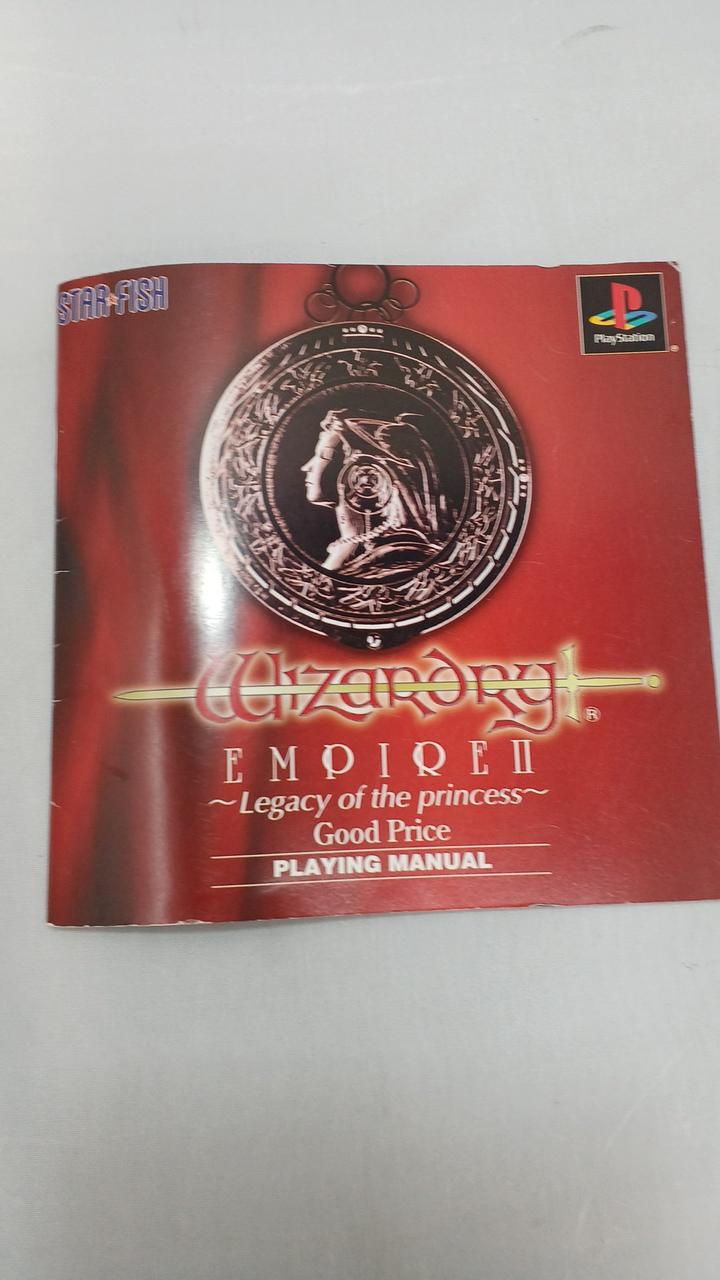 STAR★FISH
PlayStation
Wizardry®
EMPIRE II
～Legacy of the princess～
Good Price
PLAYING MANUAL